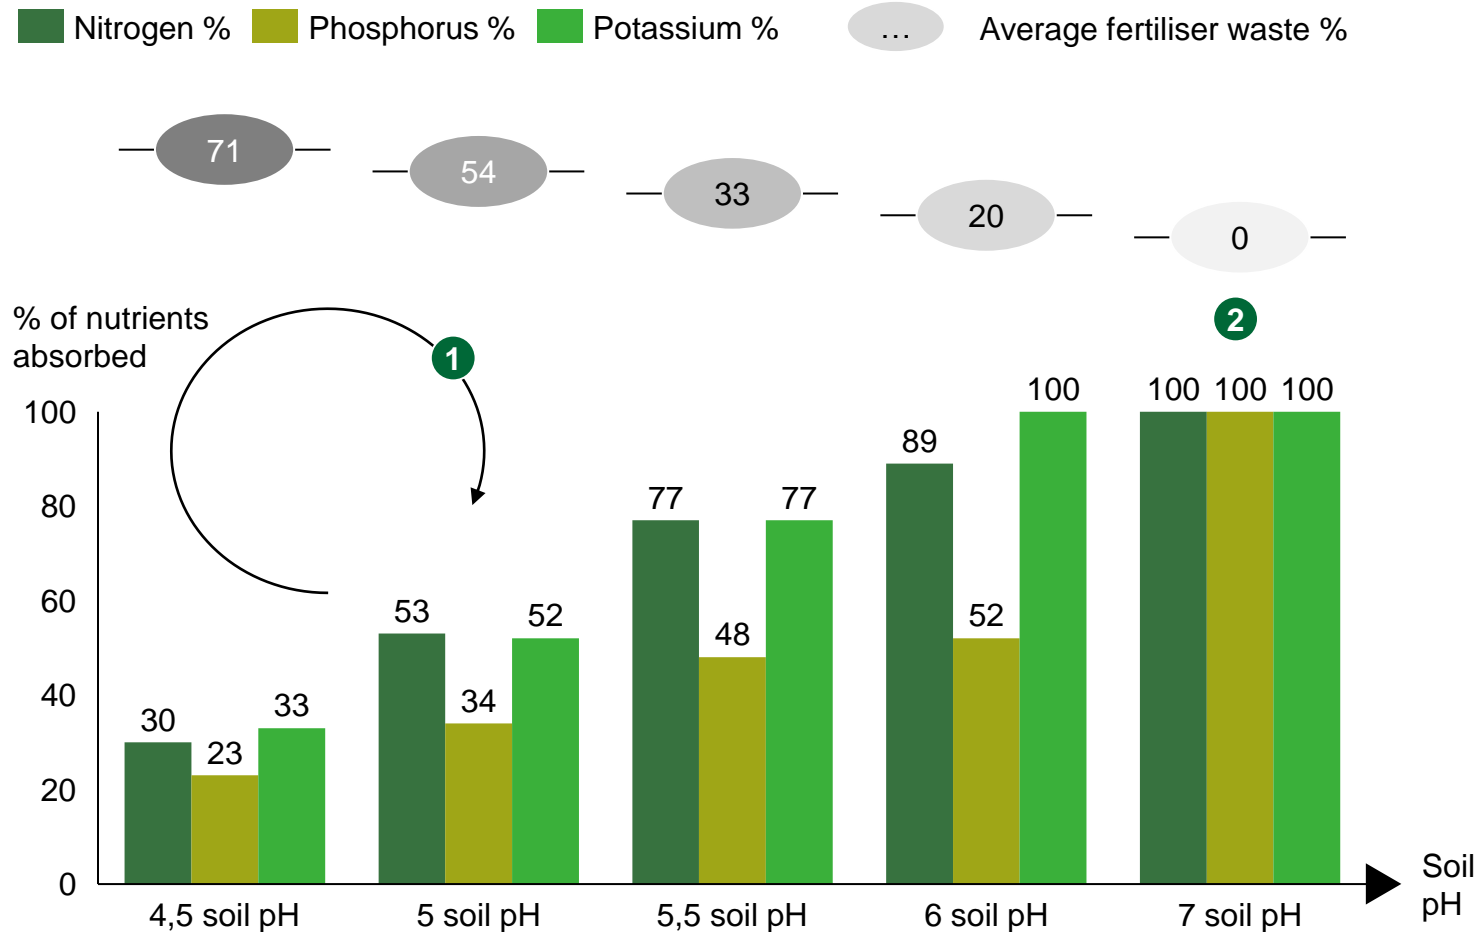 Nitrogen % Phosphorus % Potassium % ... Average fertiliser waste %
71
54
33
20
0
% of nutrients
absorbed
1
2
100
80
60
40
20
0
30 23 33
53 34 52
77 48 77
89 52 100
100 100 100
4,5 soil pH 5 soil pH 5,5 soil pH 6 soil pH 7 soil pH
Soil
pH